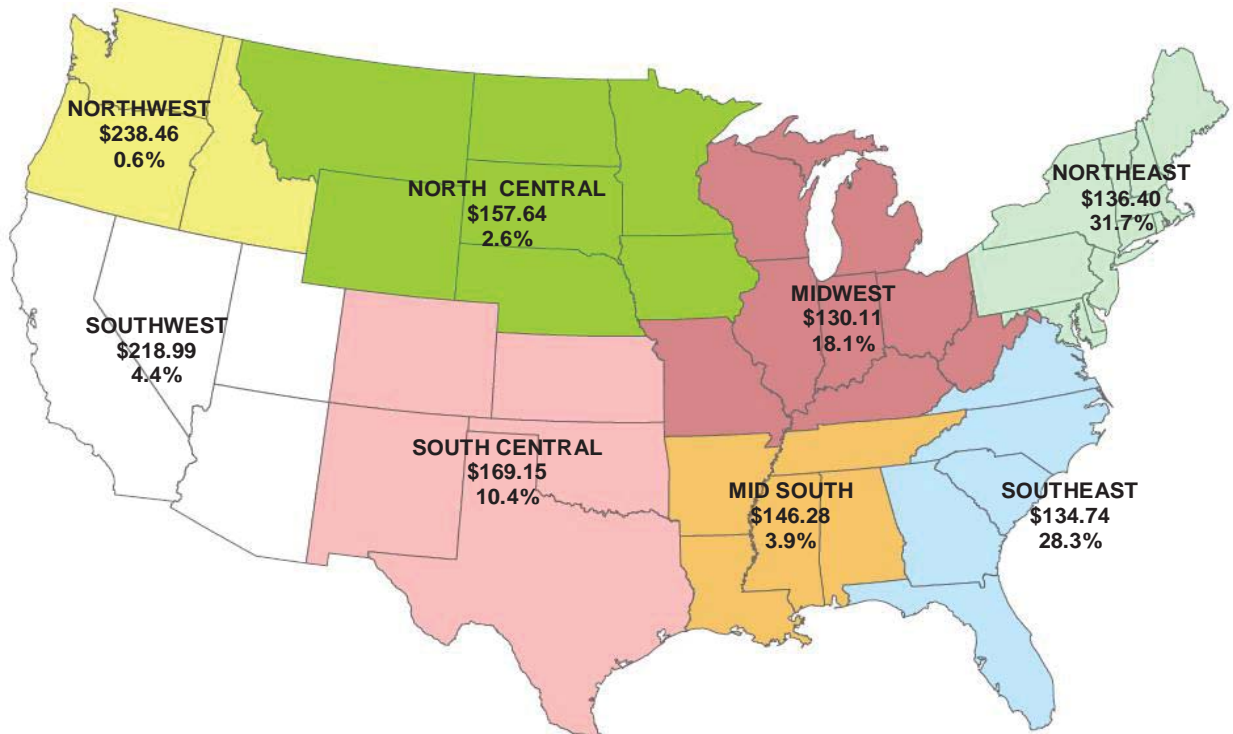 NORTHWEST
$238.46
0.6%
NORTH CENTRAL
$157.64
2.6%
NORTHEAST
$136.40
31.7%
MIDWEST
$130.11
18.1%
SOUTHWEST
$218.99
4.4%
SOUTH CENTRAL
$169.15
10.4%
MID SOUTH
$146.28
3.9%
SOUTHEAST
$134.74
28.3%